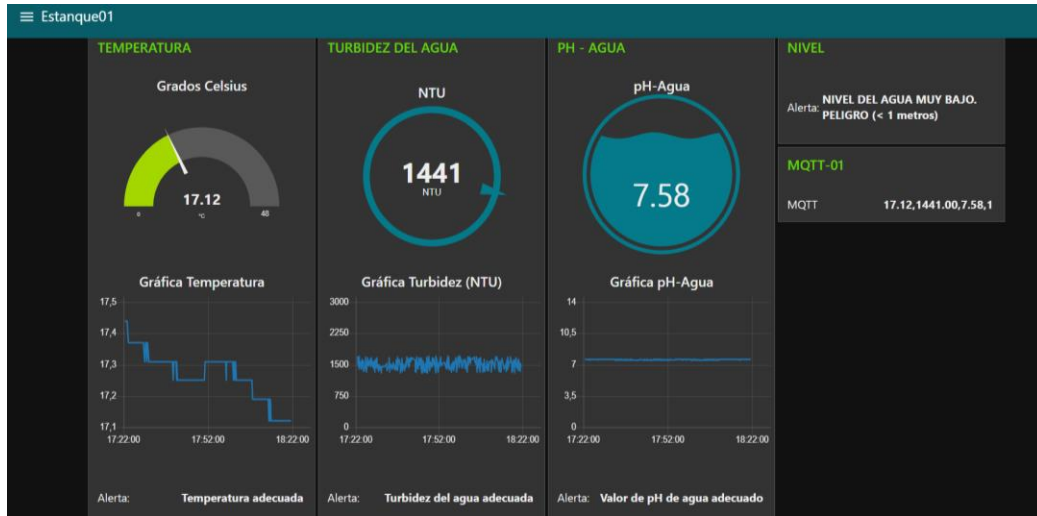 Estanque01
TEMPERATURA
Grados Celsius
17.12
°C
48
Gráfica Temperatura
17,5
17,4
17,3
17,2
17,1
17:22:00
17:52:00
18:22:00
Alerta: Temperatura adecuada
TURBIDEZ DEL AGUA
NTU
1441
NTU
Gráfica Turbidez (NTU)
3000
2250
1500
750
0
17:22:00
17:52:00
18:22:00
Alerta: Turbidez del agua adecuada
PH - AGUA
pH-Agua
7.58
Gráfica pH-Agua
14
10,5
7
3,5
0
17:22:00
17:52:00
18:22:00
Alerta: Valor de pH de agua adecuado
NIVEL
Alerta: NIVEL DEL AGUA MUY BAJO.
PELIGRO (< 1 metros)
MQTT-01
MQTT 17.12,1441.00,7.58,1